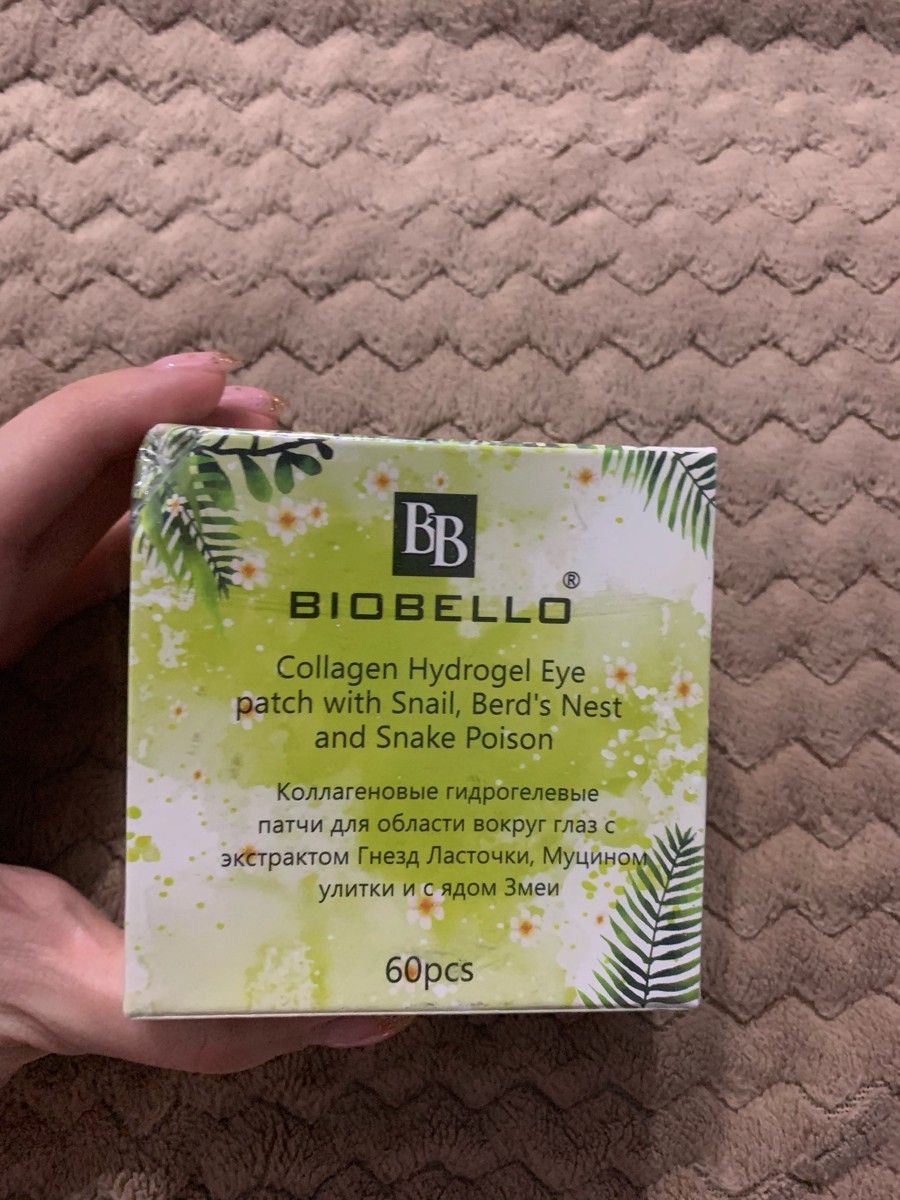 BB
BIOBELLO®
Collagen Hydrogel Eye
patch with Snail, Berd's Nest
and Snake Poison
Коллагеновые гидрогелевые
патчи для области вокруг глаз с
экстрактом Гнезд Ласточки, Муцином
улитки и с ядом Змеи
60pcs